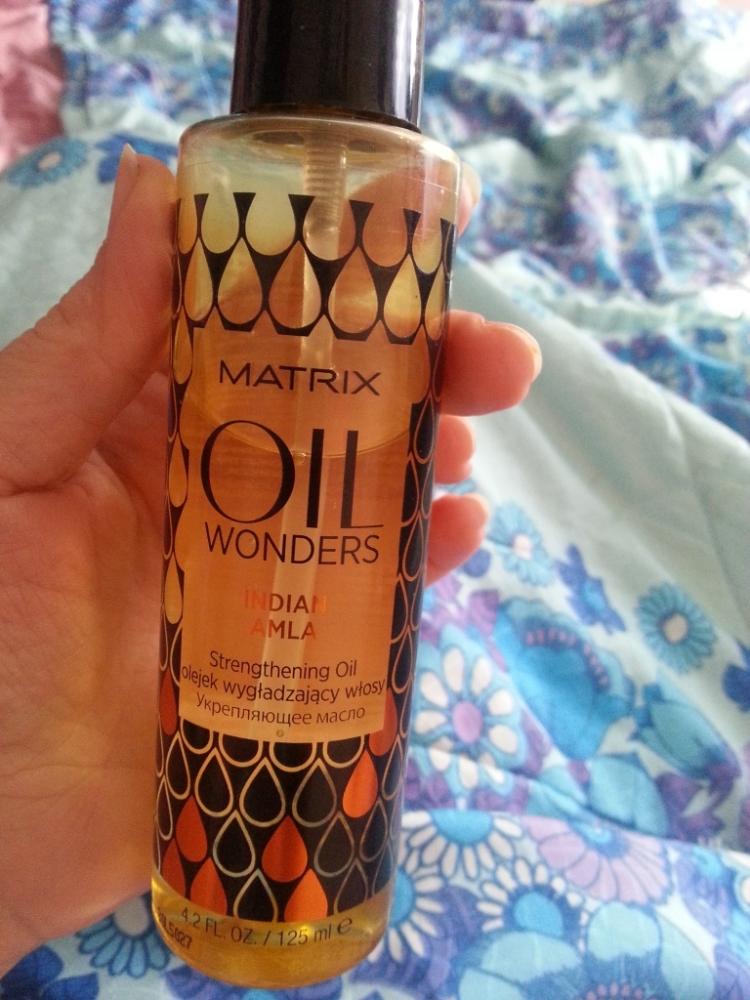 MATRIX
OIL
WONDERS
INDIAN
AMLA
Strengthening Oil
olejek wygładzający włosy
Укрепляющее масло
4.2 FL. OZ. / 125 ml e